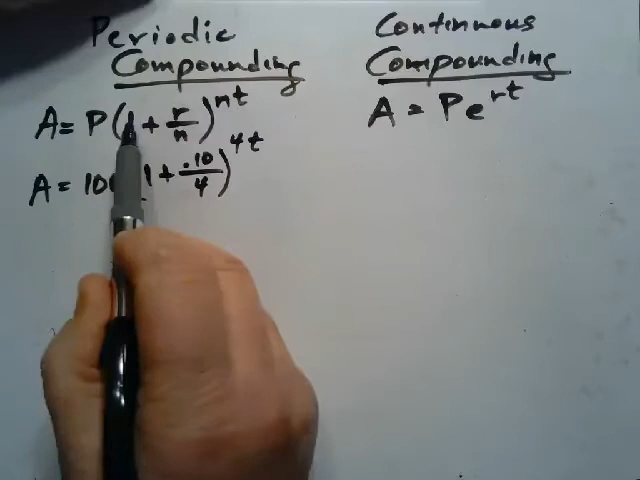 Periodic
Compounding
A = P(1 + r/n)^nt
A = 10 1 + .10/4)^4t
Continuous
Compounding
A = Pe^rt